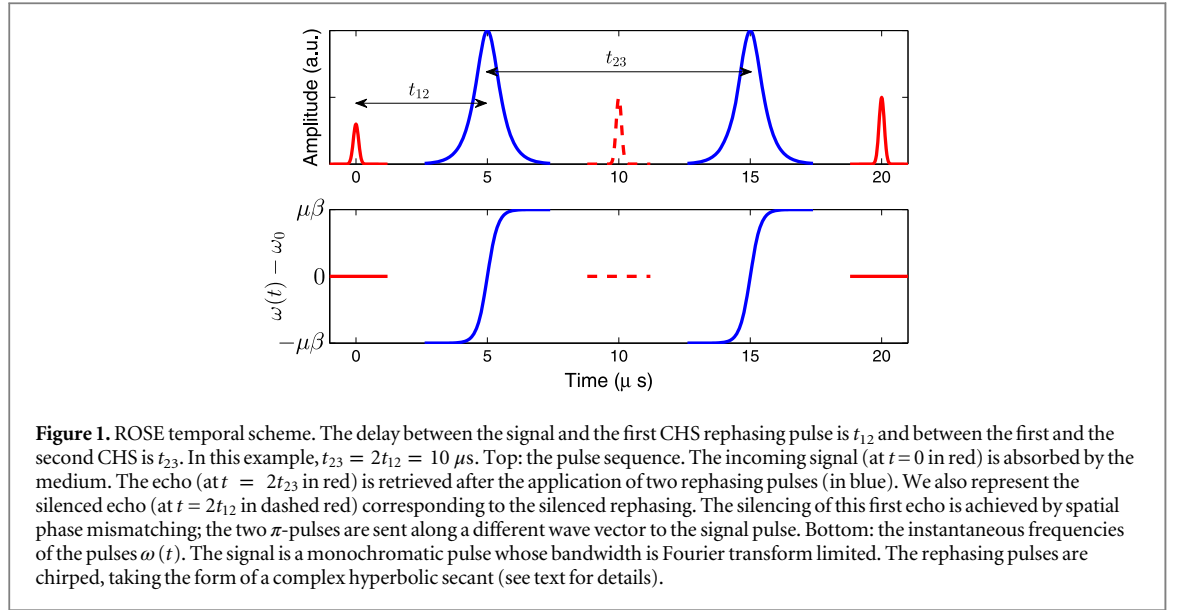 Amplitude (a.u.)
t12
t23
0 5 10 15 20
ω(t) − ω0
μβ
0
−μβ
0 5 10 15 20
Time (μ s)
Figure 1. ROSE temporal scheme. The delay between the signal and the first CHS rephasing pulse is t12 and between the first and the
second CHS is t23. In this example, t23 = 2t12 = 10 μs. Top: the pulse sequence. The incoming signal (at t = 0 in red) is absorbed by the
medium. The echo (at t = 2t23 in red) is retrieved after the application of two rephasing pulses (in blue). We also represent the
silenced echo (at t = 2t12 in dashed red) corresponding to the silenced rephasing. The silencing of this first echo is achieved by spatial
phase mismatching; the two π-pulses are sent along a different wave vector to the signal pulse. Bottom: the instantaneous frequencies
of the pulses ω (t). The signal is a monochromatic pulse whose bandwidth is Fourier transform limited. The rephasing pulses are
chirped, taking the form of a complex hyperbolic secant (see text for details).